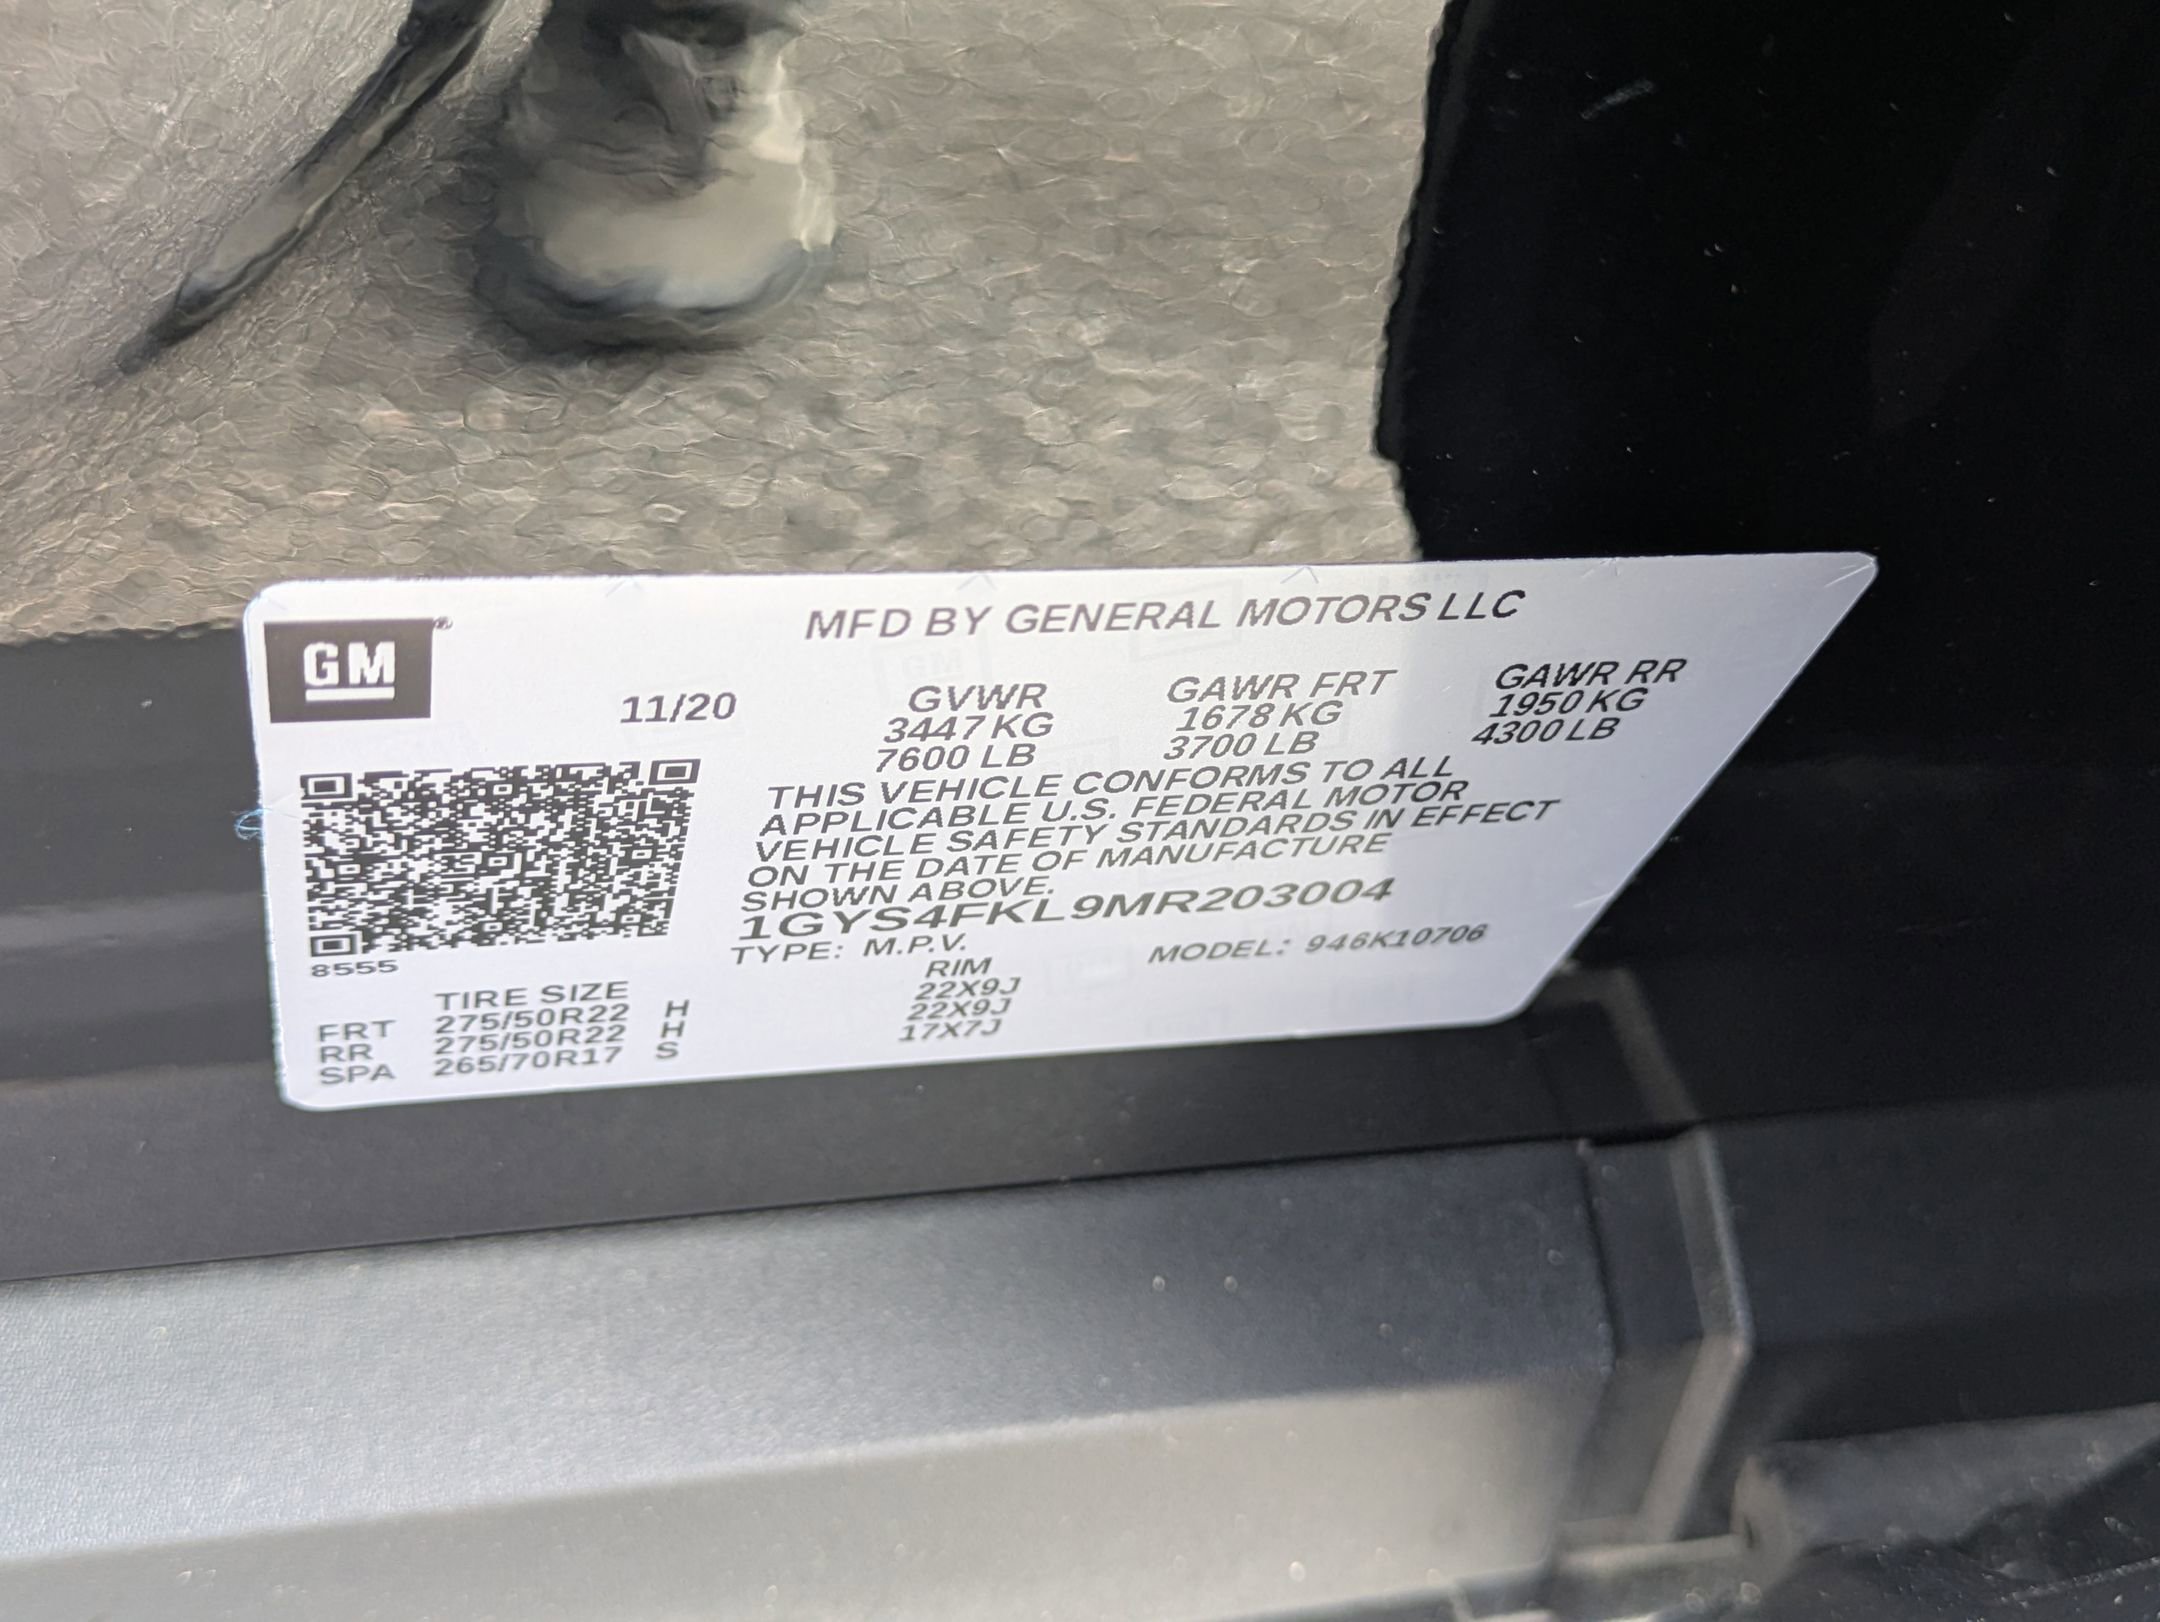 GM®
MFD BY GENERAL MOTORS LLC
11/20
GVWR GAWR FRT GAWR RR
3447 KG 1678 KG 1950 KG
7600 LB 3700 LB 4300 LB
THIS VEHICLE CONFORMS TO ALL
APPLICABLE U.S. FEDERAL MOTOR
VEHICLE SAFETY STANDARDS IN EFFECT
ON THE DATE OF MANUFACTURE
SHOWN ABOVE.
1GYS4FKL9MR203004
TYPE: M.P.V. MODEL: 946K10706
8555
TIRE SIZE RIM
FRT 275/50R22 H 22X9J
RR 275/50R22 H 22X9J
SPA 265/70R17 S 17X7J